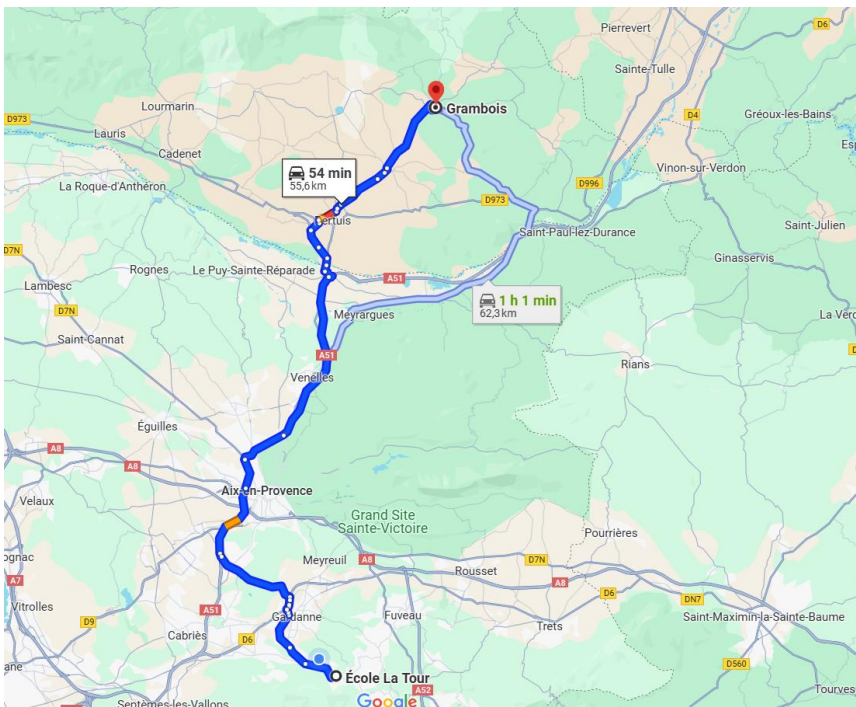 D6
Pierrevert
Sainte-Tulle
Grambois
Lourmarin
D973
Lauris
D4
Gréoux-les-Bains
Cadenet
54 min
55,6 km
La Roque-d'Anthéron
Vinon-sur-Verdon
D996
D973
Saint-Julien
Saint-Paul-lez-Durance
D7N
Rognes
Le Puy-Sainte-Réparade
A51
Ginasservis
Lambesc
1 h 1 min
62,3 km
D7N
Meyrargues
Saint-Cannat
A51
Rians
Venelles
Éguilles
A8
A8
Velaux
Aix-en-Provence
Grand Site
Sainte-Victoire
Pourrières
Meyreuil
A8
D7N
Rousset
A8
A7
Vitrolles
A51
D6
DN7
D9
Gardanne
Fuveau
Trets
Saint-Maximin-la-Sainte-Baume
Cabriès
D6
D560
École La Tour
A52
Tourves
Septèmes-les-Vallons
Google